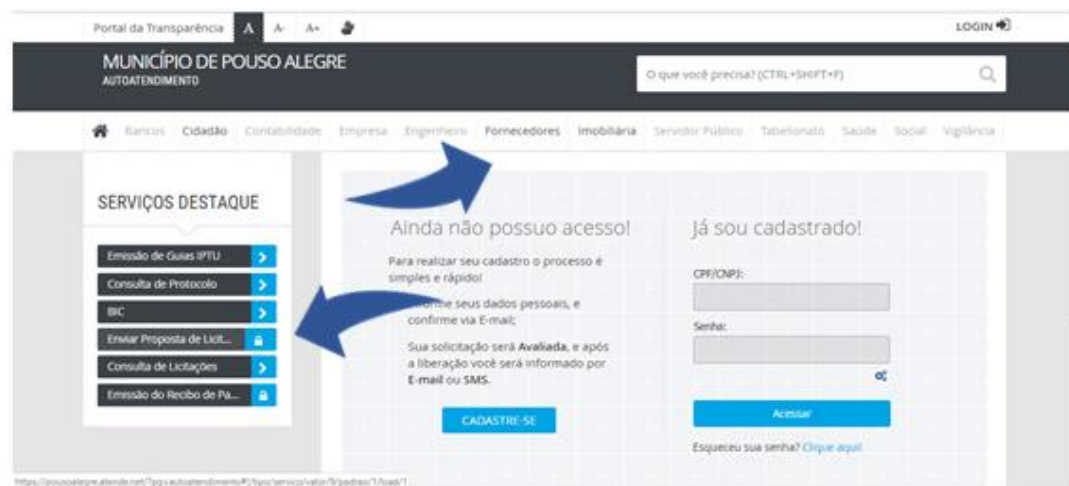 Portal da Transparência A A- A+ LOGIN
MUNICÍPIO DE POUSO ALEGRE
AUTOATENDIMENTO
O que você precisa? (CTRL+SHIFT+F)
Bancos Cidadão Contabilidade Empresa Engenheiro Fornecedores Imobiliária Servidor Público Tabelionato Saúde Social Vigilância
SERVIÇOS DESTAQUE
Emissão de Guias IPTU
Consulta de Protocolo
BIC
Enviar Proposta de Licit...
Consulta de Licitações
Emissão do Recibo de Pa...
Ainda não possuo acesso!
Para realizar seu cadastro o processo é
simples e rápido!
seus dados pessoais, e
confirme via E-mail;
Sua solicitação será Avaliada, e após
a liberação você será informado por
E-mail ou SMS.
CADASTRE-SE
Já sou cadastrado!
CPF/CNPJ:
Senha:
Acessar
Esqueceu sua senha? Clique aqui!